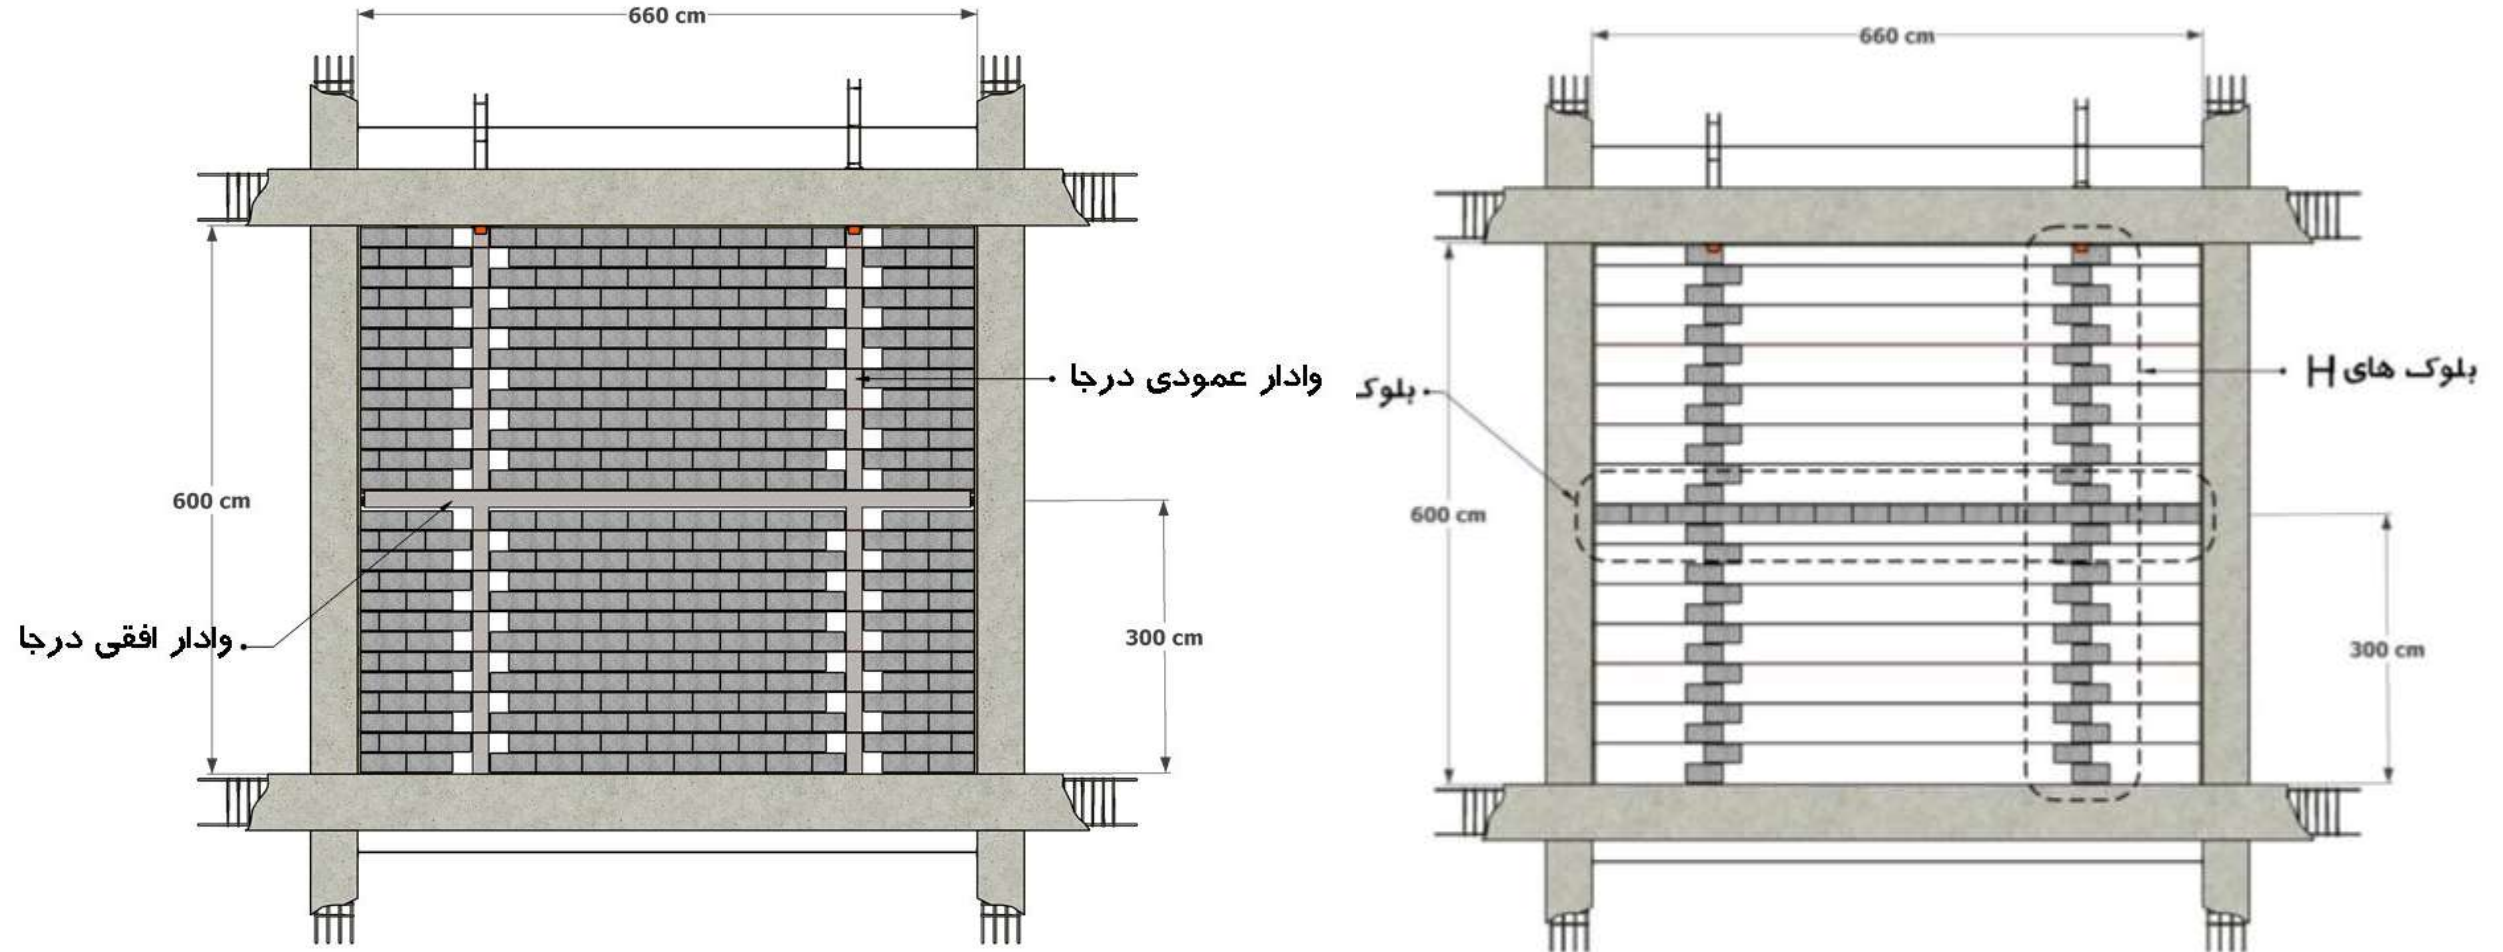 660 cm
وادار عمودی درجا
600 cm
وادار افقی درجا
300 cm
660 cm
بلوک های H
بلوک
600 cm
300 cm